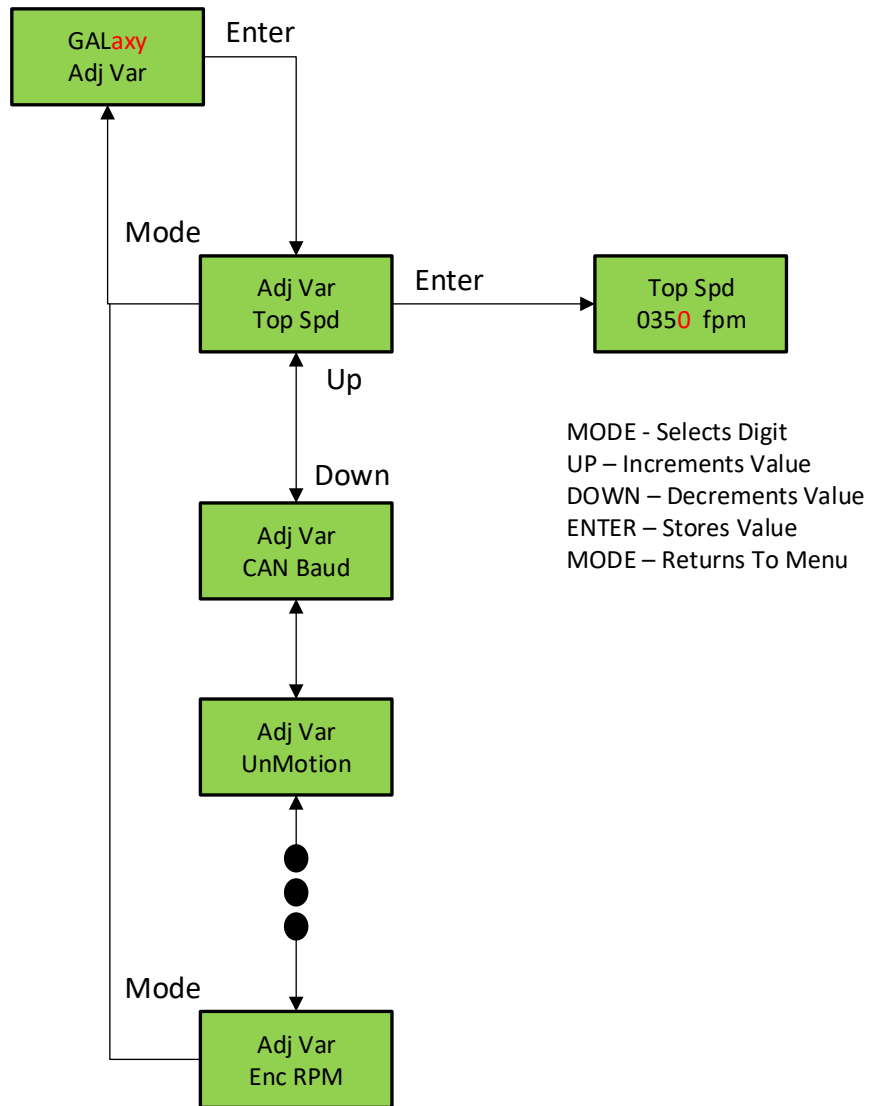 GALaxy
Adj Var
Enter
Mode
Adj Var
Top Spd
Enter
Top Spd
0350 fpm
Up
Down
MODE - Selects Digit
UP – Increments Value
DOWN – Decrements Value
ENTER – Stores Value
MODE – Returns To Menu
Adj Var
CAN Baud
Adj Var
UnMotion
Mode
Adj Var
Enc RPM